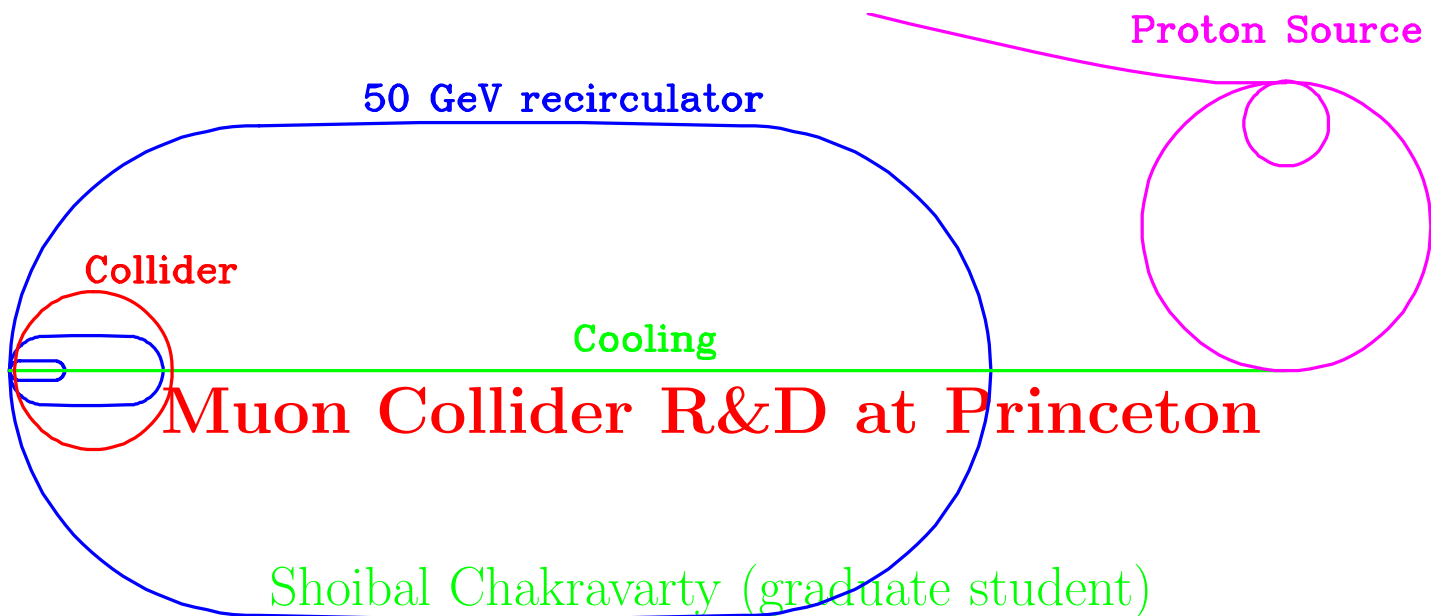 Proton Source
50 GeV recirculator
Collider
Cooling
Muon Collider R&D at Princeton
Shoibal Chakravarty (graduate student)